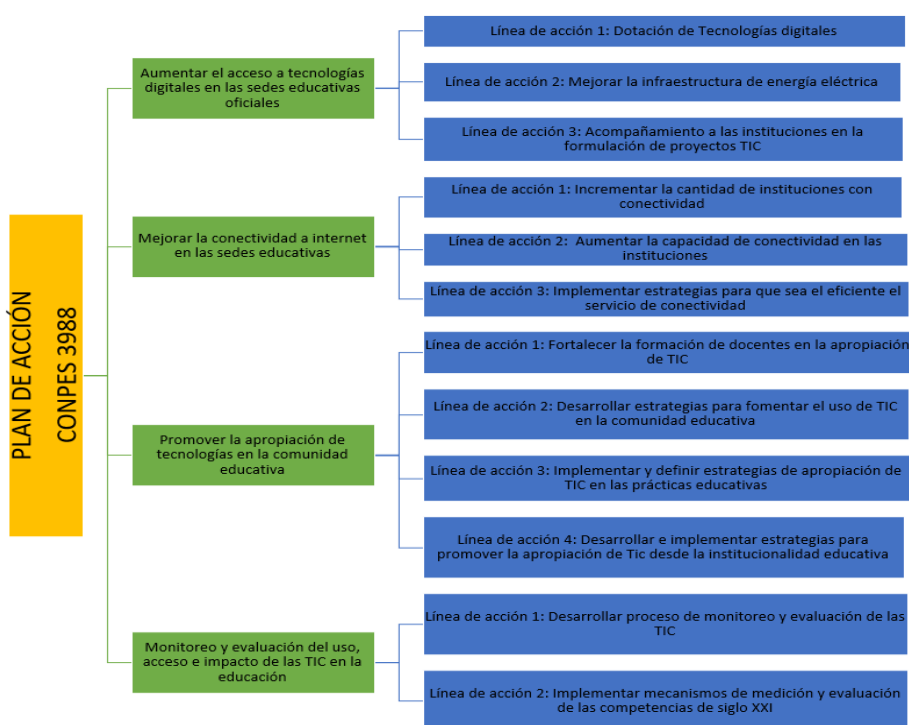 PLAN DE ACCIÓN
CONPES 3988
Aumentar el acceso a tecnologías
digitales en las sedes educativas
oficiales
Línea de acción 1: Dotación de Tecnologías digitales
Línea de acción 2: Mejorar la infraestructura de energía eléctrica
Línea de acción 3: Acompañamiento a las instituciones en la
formulación de proyectos TIC
Mejorar la conectividad a internet
en las sedes educativas
Línea de acción 1: Incrementar la cantidad de instituciones con
conectividad
Línea de acción 2:  Aumentar la capacidad de conectividad en las
instituciones
Línea de acción 3: Implementar estrategias para que sea el eficiente el
servicio de conectividad
Promover la apropiación de
tecnologías en la comunidad
educativa
Línea de acción 1: Fortalecer la formación de docentes en la apropiación
de TIC
Línea de acción 2: Desarrollar estrategias para fomentar el uso de TIC
en la comunidad educativa
Línea de acción 3: Implementar y definir estrategias de apropiación de
TIC en las prácticas educativas
Línea de acción 4: Desarrollar e implementar estrategias para
promover la apropiación de Tic desde la institucionalidad educativa
Monitoreo y evaluación del uso,
acceso e impacto de las TIC en la
educación
Línea de acción 1: Desarrollar proceso de monitoreo y evaluación de las
TIC
Línea de acción 2: Implementar mecanismos de medición y evaluación
de las competencias de siglo XXI